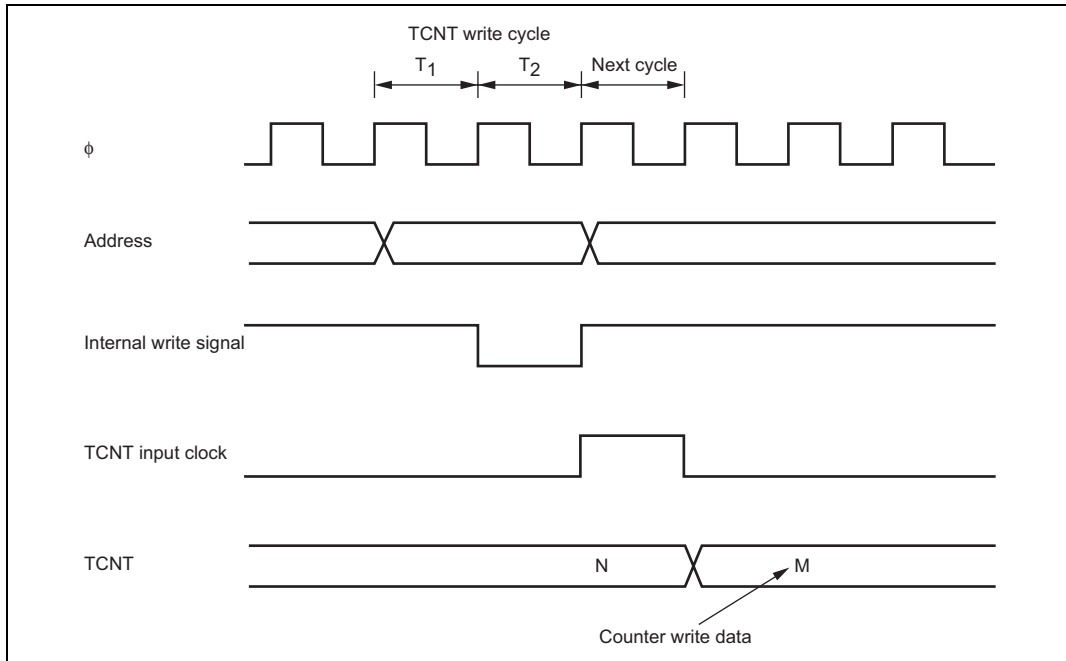 TCNT write cycle
T1 T2 Next cycle
ϕ
Address
Internal write signal
TCNT input clock
TCNT N M
Counter write data